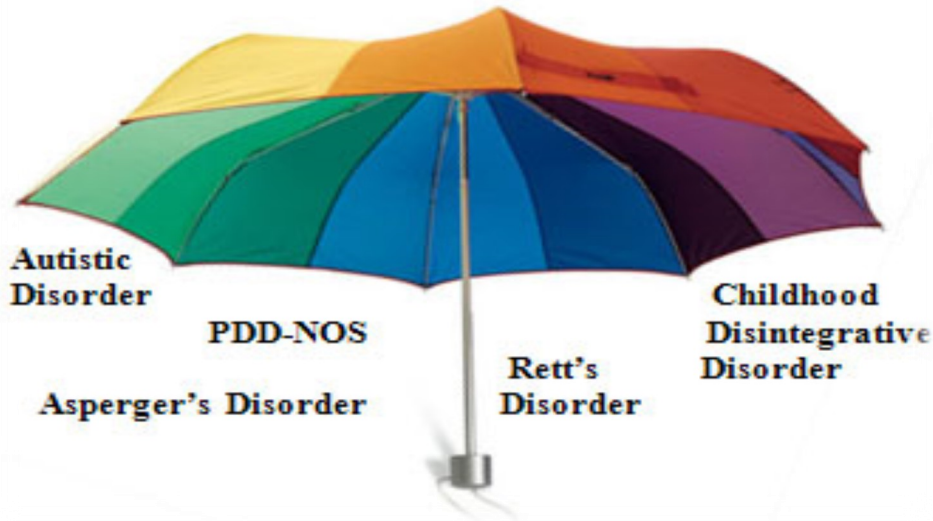 Autistic
Disorder
PDD-NOS
Asperger's Disorder
Rett's
Disorder
Childhood
Disintegrative
Disorder